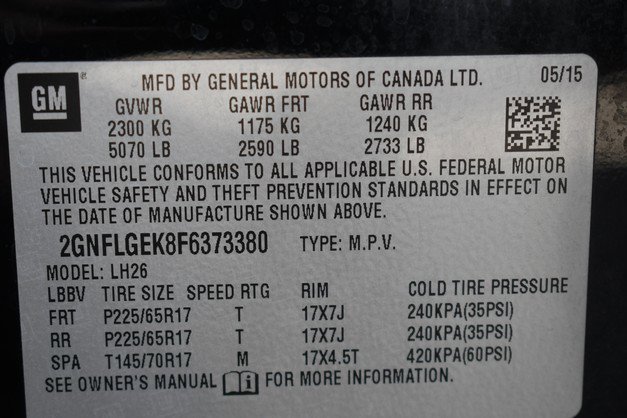 GM® MFD BY GENERAL MOTORS OF CANADA LTD. 05/15
GVWR GAWR FRT GAWR RR
2300 KG 1175 KG 1240 KG
5070 LB 2590 LB 2733 LB
THIS VEHICLE CONFORMS TO ALL APPLICABLE U.S. FEDERAL MOTOR
VEHICLE SAFETY AND THEFT PREVENTION STANDARDS IN EFFECT ON
THE DATE OF MANUFACTURE SHOWN ABOVE.
2GNFLGEK8F6373380 TYPE: M.P.V.
MODEL: LH26
LBBV TIRE SIZE SPEED RTG RIM COLD TIRE PRESSURE
FRT P225/65R17 T 17X7J 240KPA(35PSI)
RR P225/65R17 T 17X7J 240KPA(35PSI)
SPA T145/70R17 M 17X4.5T 420KPA(60PSI)
SEE OWNER'S MANUAL FOR MORE INFORMATION.